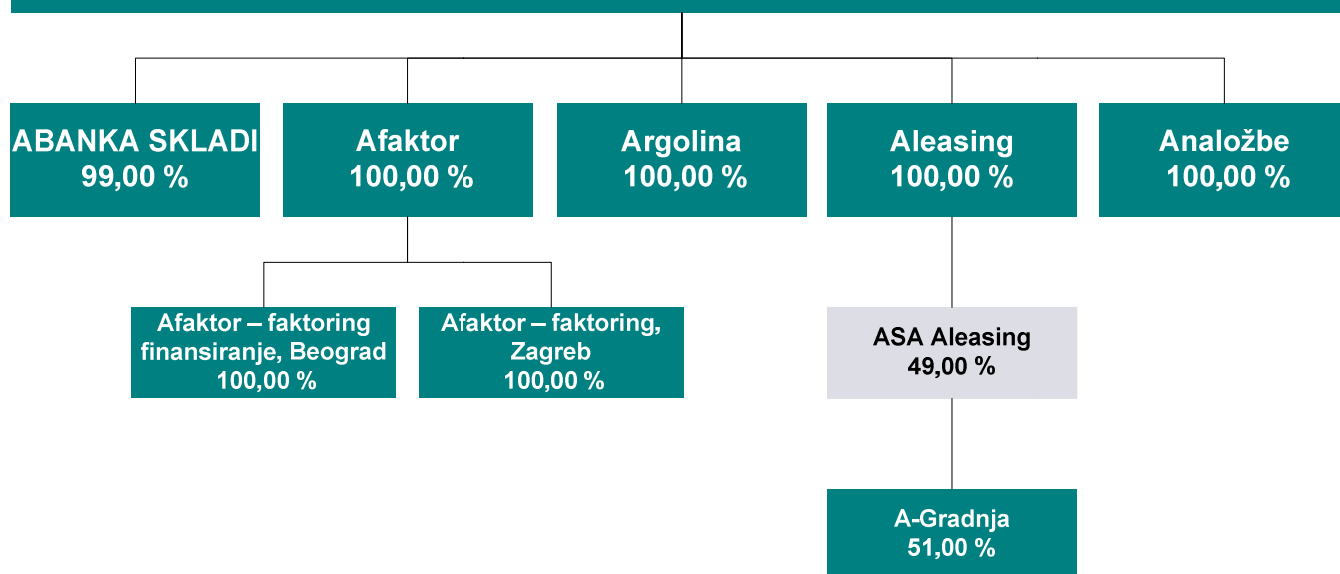 ABANKA SKLADI
99,00 %
Afaktor
100,00 %
Argolina
100,00 %
Aleasing
100,00 %
Analožbe
100,00 %
Afaktor – faktoring
finansiranje, Beograd
100,00 %
Afaktor – faktoring,
Zagreb
100,00 %
ASA Aleasing
49,00 %
A-Gradnja
51,00 %